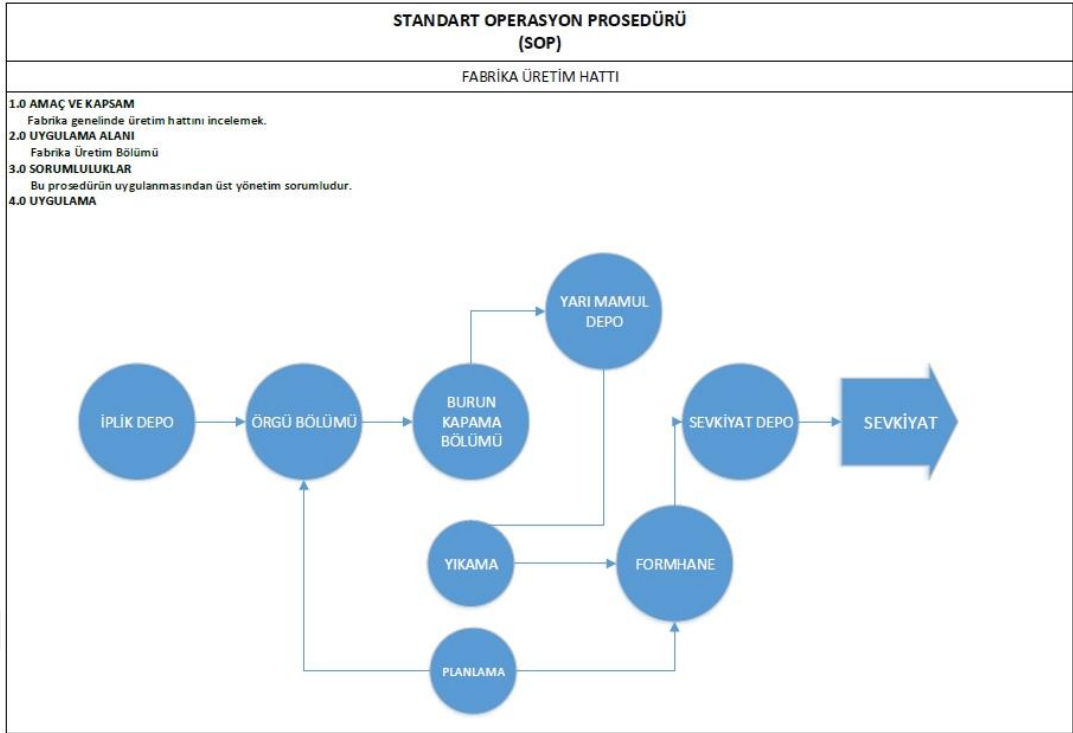 STANDART OPERASYON PROSEDÜRÜ
(SOP)
FABRİKA ÜRETİM HATTI
1.0 AMAÇ VE KAPSAM
Fabrika genelinde üretim hattını incelemek.
2.0 UYGULAMA ALANI
Fabrika Üretim Bölümü
3.0 SORUMLULUKLAR
Bu prosedürün uygulanmasından üst yönetim sorumludur.
4.0 UYGULAMA
YARI MAMUL
DEPO
İPLİK DEPO
ÖRGÜ BÖLÜMÜ
BURUN
KAPAMA
BÖLÜMÜ
SEVKİYAT DEPO
SEVKİYAT
YIKAMA
FORMHANE
PLANLAMA